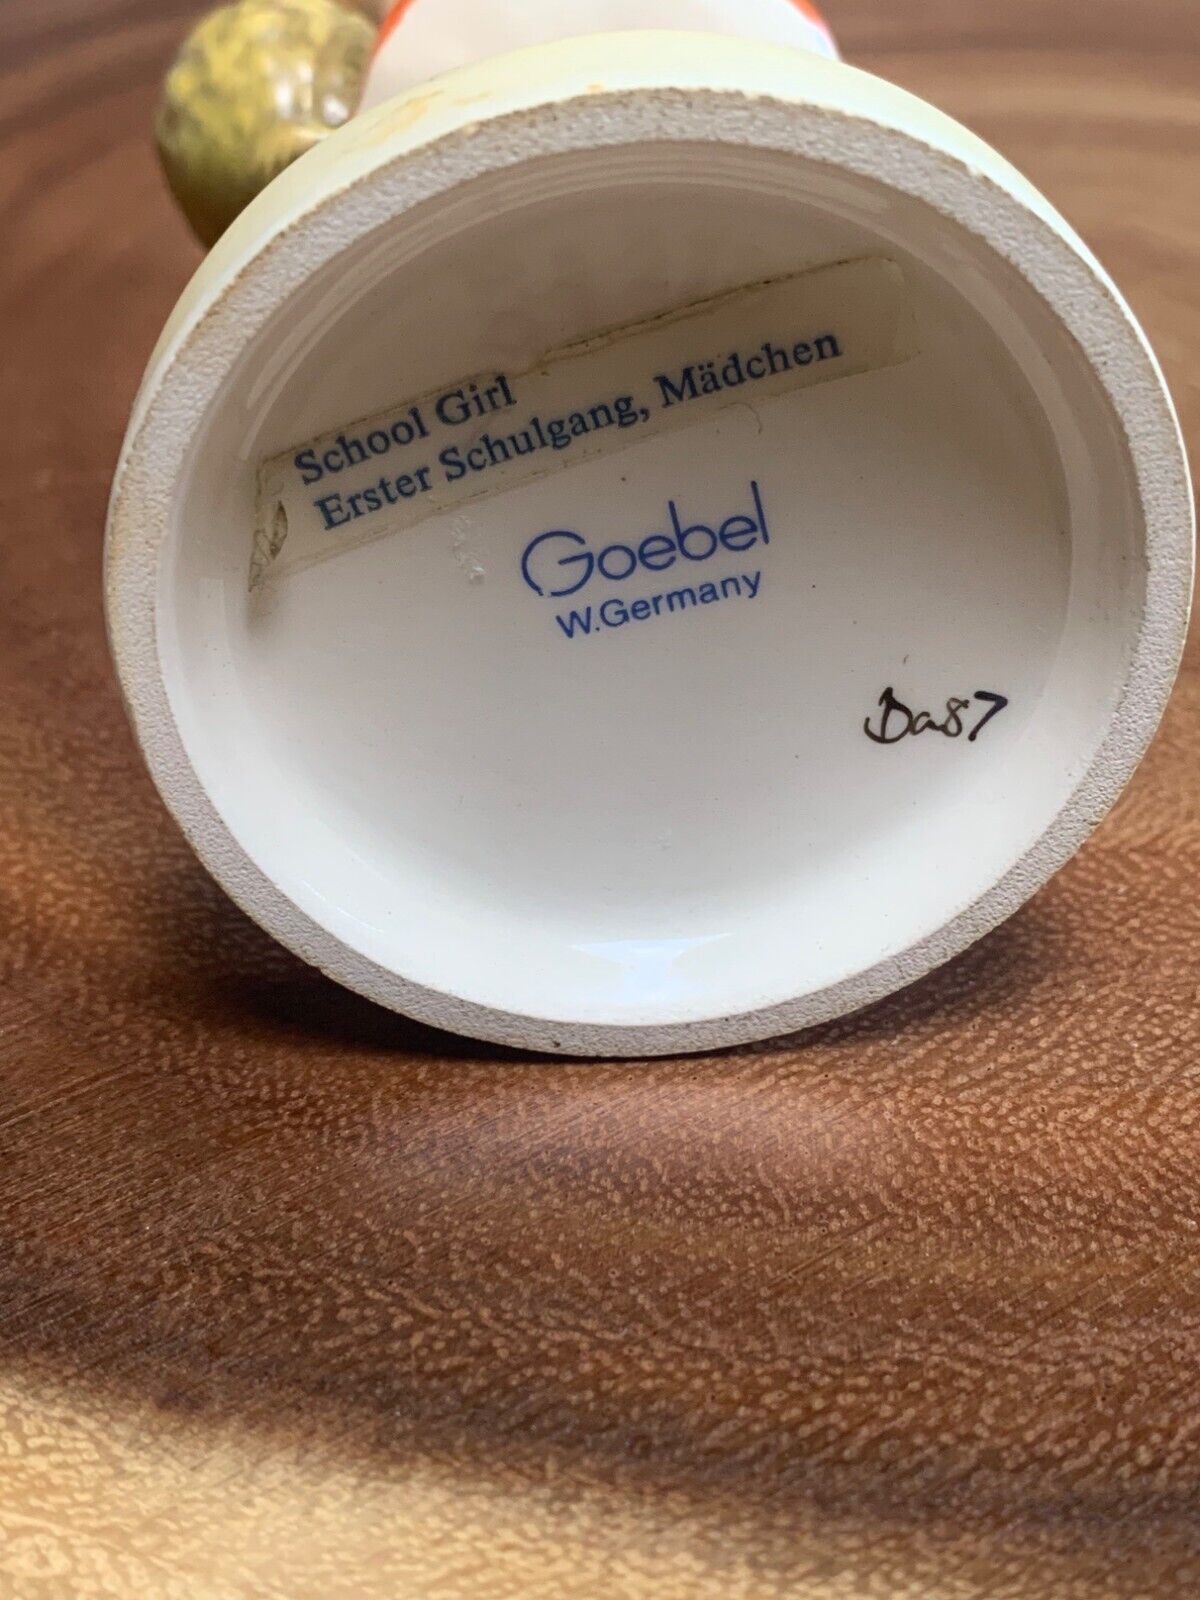 School Girl
Erster Schulgang, Mädchen
Goebel
W.Germany
Da87